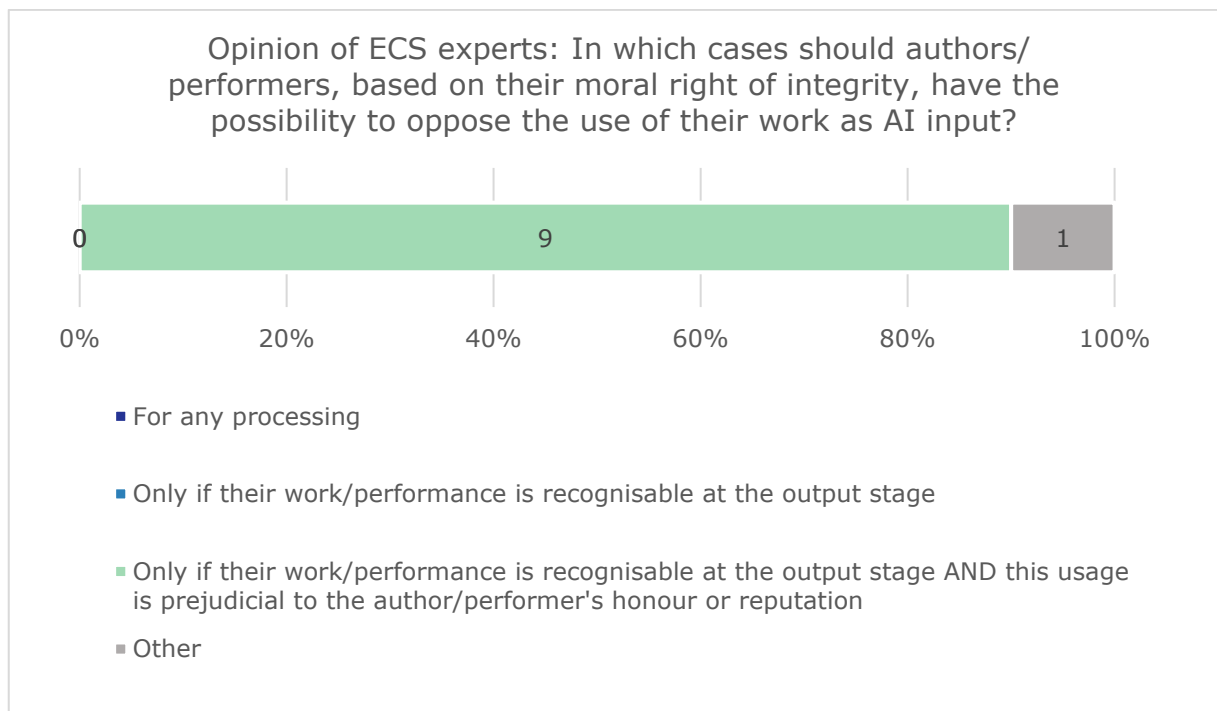 Opinion of ECS experts: In which cases should authors/
performers, based on their moral right of integrity, have the
possibility to oppose the use of their work as AI input?
0 9 1
0% 20% 40% 60% 80% 100%
For any processing
Only if their work/performance is recognisable at the output stage
Only if their work/performance is recognisable at the output stage AND this usage
is prejudicial to the author/performer's honour or reputation
Other